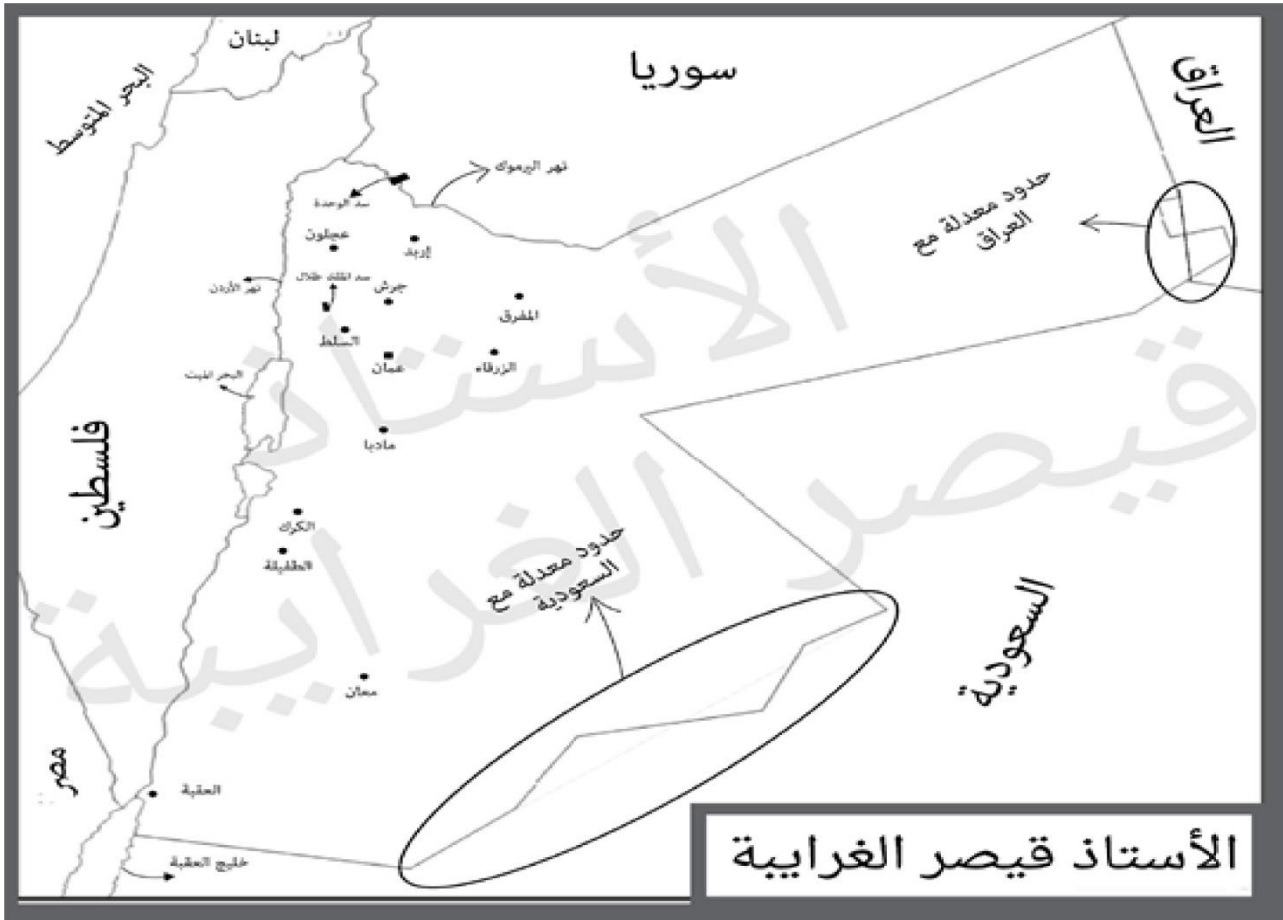 لبنان
سوريا
العراق
البحر المتوسط
نهر اليرموك
سد الوحدة
عجلون
إربد
حدود معدلة مع
العراق
نهر الأردن
سد الملك طلال
جرش
المفرق
السلط
عمان
الزرقاء
البحر الميت
مادبا
فلسطين
الكرك
الطفيلة
حدود معدلة مع
السعودية
السعودية
معان
مصر
العقبة
خليج العقبة
الأستاذ
قيصر الغرايبة
الأستاذ قيصر الغرايبة